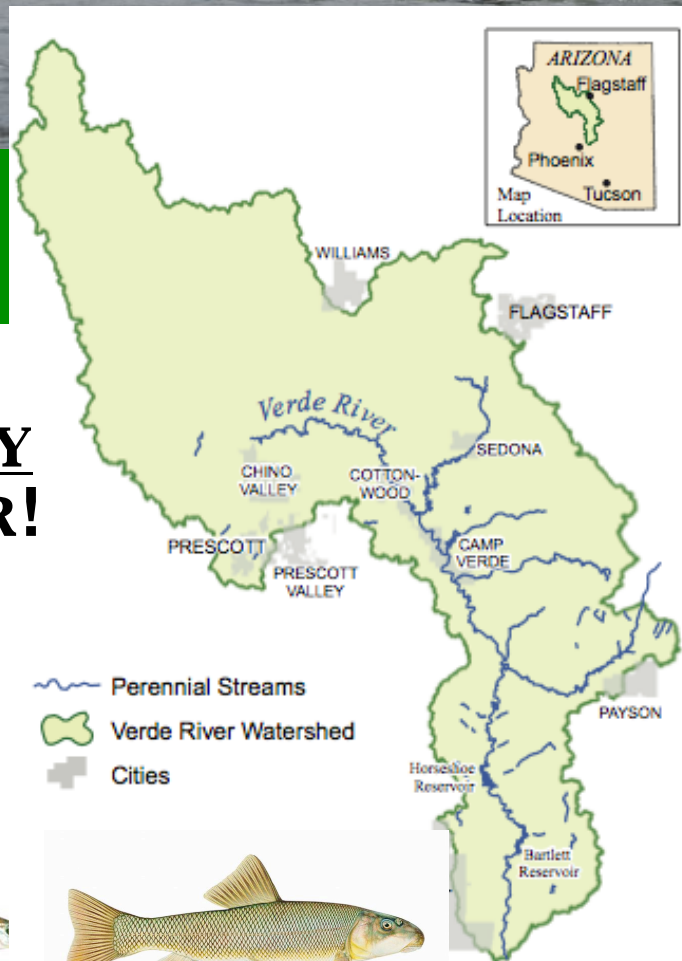 ARIZONA
Flagstaff
Phoenix
Tucson
Map
Location
WILLIAMS
FLAGSTAFF
Verde River
SEDONA
CHINO
VALLEY
COTTON-
WOOD
Y
R!
PRESCOTT
PRESCOTT
VALLEY
CAMP
VERDE
Perennial Streams
Verde River Watershed
Cities
PAYSON
Horseshoe
Reservoir
Bartlett
Reservoir